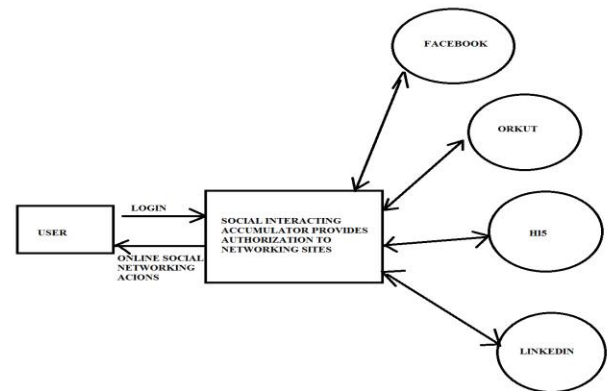 FACEBOOK
ORKUT
LOGIN
USER
SOCIAL INTERACTING
ACCUMULATOR PROVIDES
AUTHORIZATION TO
NETWORKING SITES
HI5
ONLINE SOCIAL
NETWORKING
ACIONS
LINKEDIN